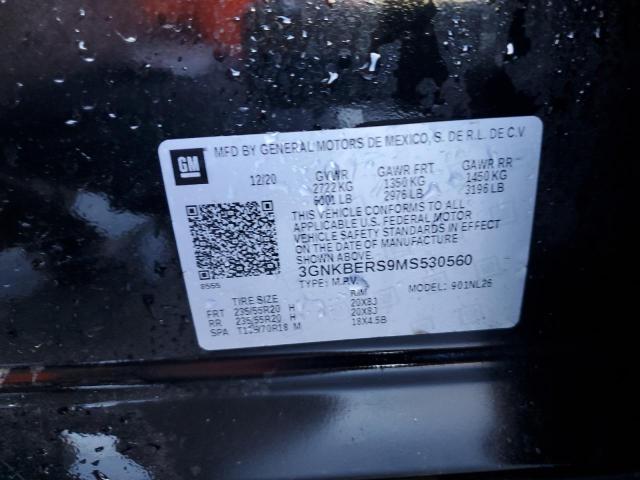 GM
MFD BY GENERAL MOTORS DE MEXICO, S. DE R.L. DE C.V
12/20 GVWR GAWR FRT GAWR RR
2722 KG 1350 KG 1450 KG
6001 LB 2976 LB 3196 LB
THIS VEHICLE CONFORMS TO ALL
APPLICABLE U.S. FEDERAL MOTOR
VEHICLE SAFETY STANDARDS IN EFFECT
ON THE DATE OF MANUFACTURE
SHOWN ABOVE.
3GNKBERS9MS530560
8555 TYPE: M.P.V. MODEL: 901NL26
TIRE SIZE RIM
FRT 235/55R20 H 20X8J
RR 235/55R20 H 20X8J
SPA M 18X4.5B